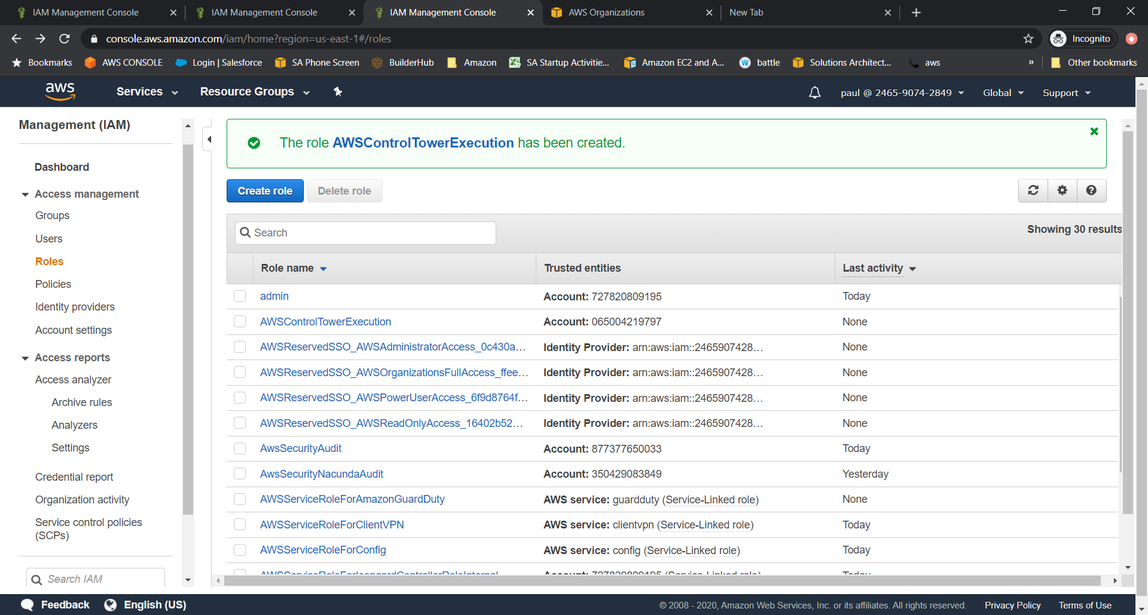 IAM Management Console
IAM Management Console
IAM Management Console
AWS Organizations
New Tab
console.aws.amazon.com/iam/home?region=us-east-1#/roles
Incognito
Bookmarks
AWS CONSOLE
Login | Salesforce
SA Phone Screen
BuilderHub
Amazon
SA Startup Activitie...
Amazon EC2 and A...
battle
Solutions Architect...
aws
»
Other bookmarks
aws
Services
Resource Groups
paul @ 2465-9074-2849
Global
Support
Management (IAM)
Dashboard
Access management
Groups
Users
Roles
Policies
Identity providers
Account settings
Access reports
Access analyzer
Archive rules
Analyzers
Settings
Credential report
Organization activity
Service control policies
(SCPs)
Search IAM
The role AWSControlTowerExecution has been created.
Create role
Delete role
Search
Showing 30 results
Role name Trusted entities Last activity
admin Account: 727820809195 Today
AWSControlTowerExecution Account: 065004219797 None
AWSReservedSSO_AWSAdministratorAccess_0c430a... Identity Provider: arn:aws:iam::2465907428... None
AWSReservedSSO_AWSOrganizationsFullAccess_ffee... Identity Provider: arn:aws:iam::2465907428... None
AWSReservedSSO_AWSPowerUserAccess_6f9d8764f... Identity Provider: arn:aws:iam::2465907428... None
AWSReservedSSO_AWSReadOnlyAccess_16402b52... Identity Provider: arn:aws:iam::2465907428... None
AwsSecurityAudit Account: 877377650033 Today
AwsSecurityNacundaAudit Account: 350429083849 Yesterday
AWSServiceRoleForAmazonGuardDuty AWS service: guardduty (Service-Linked role) None
AWSServiceRoleForClientVPN AWS service: clientvpn (Service-Linked role) Today
AWSServiceRoleForConfig AWS service: config (Service-Linked role) Today
Feedback
English (US)
© 2008 - 2020, Amazon Web Services, Inc. or its affiliates. All rights reserved.
Privacy Policy
Terms of Use